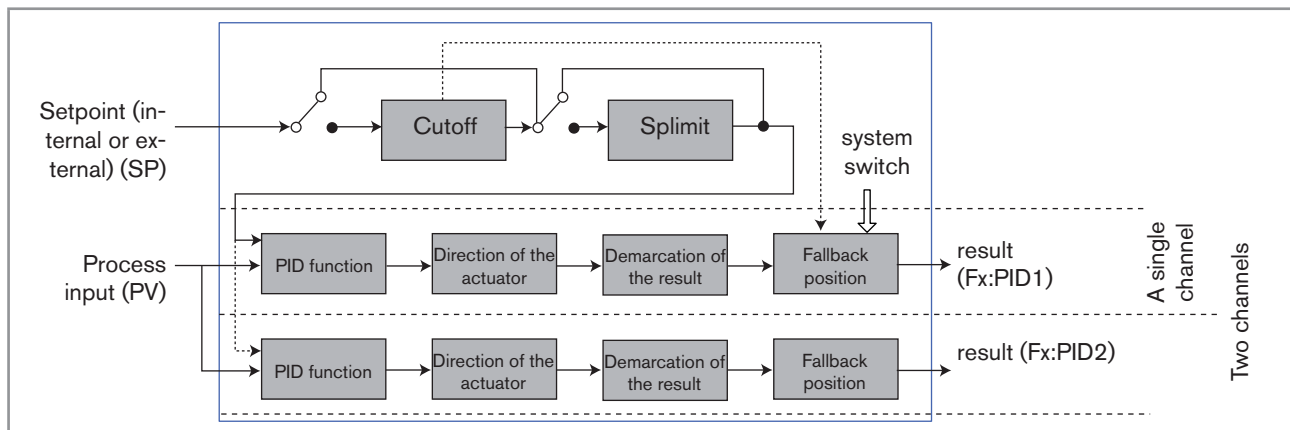 Setpoint (in-
ternal or ex-
ternal) (SP)
Cutoff
Splimit
system
switch
Process
input (PV)
PID function
Direction of the
actuator
Demarcation of
the result
Fallback
position
result
(Fx:PID1)
A single
channel
PID function
Direction of the
actuator
Demarcation of
the result
Fallback
position
result (Fx:PID2)
Two channels